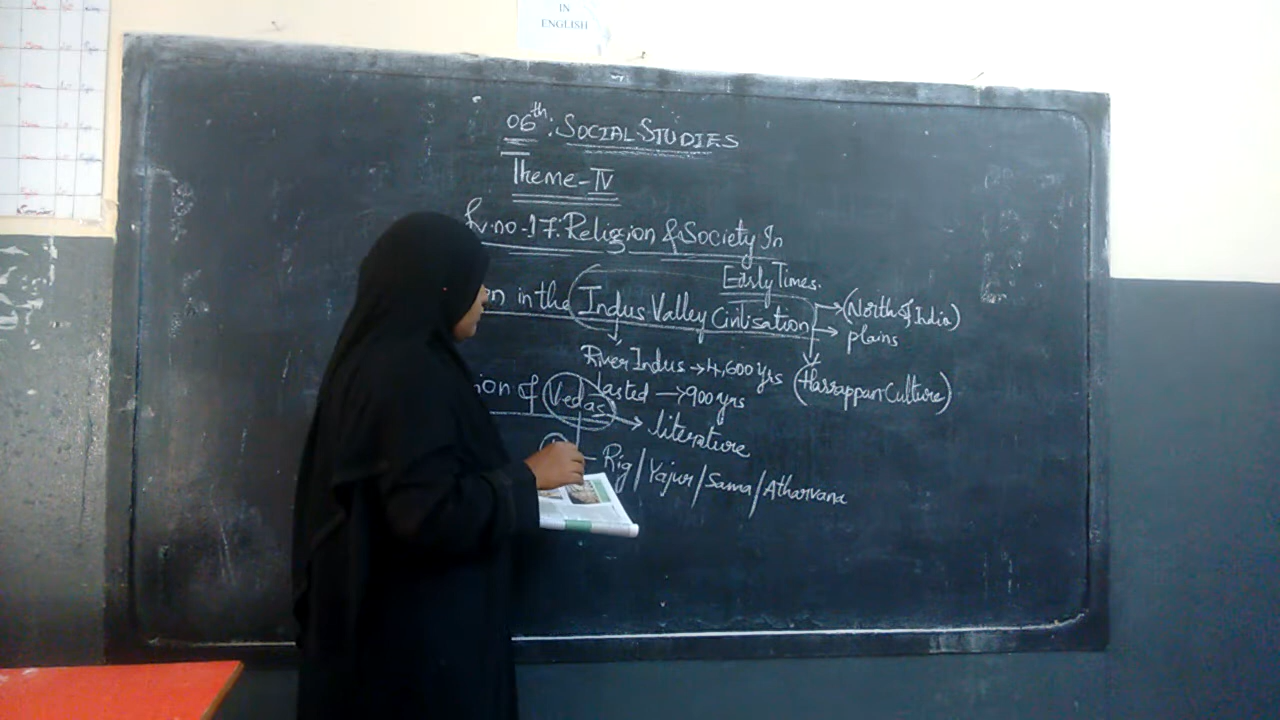 IN
ENGLISH
06th: SOCIAL STUDIES
Theme-IV
no-17: Religion & Society In
Early Times.
in the Indus Valley Civilisation → (North of India)
→ plains
River Indus → 4,600 yrs (Harrappan Culture)
lasted → 900 yrs
of Vedas → literature
Rig/Yajur/Sama/Atharvana